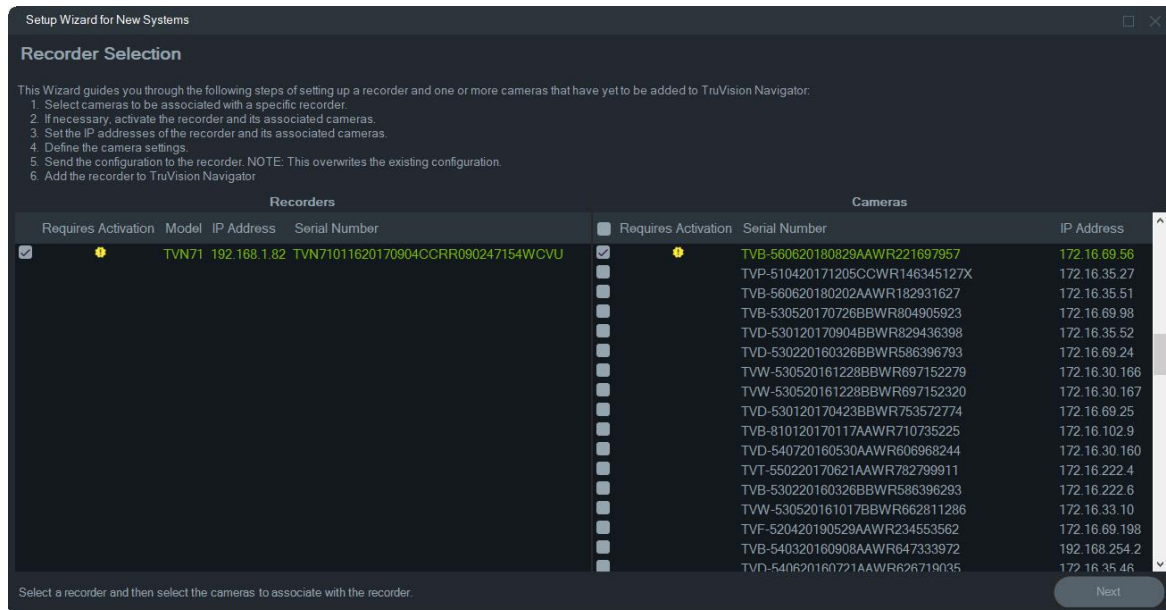 Setup Wizard for New Systems
Recorder Selection
This Wizard guides you through the following steps of setting up a recorder and one or more cameras that have yet to be added to TruVision Navigator:
1. Select cameras to be associated with a specific recorder.
2. If necessary, activate the recorder and its associated cameras.
3. Set the IP addresses of the recorder and its associated cameras.
4. Define the camera settings.
5. Send the configuration to the recorder. NOTE: This overwrites the existing configuration.
6. Add the recorder to TruVision Navigator
Recorders
Requires Activation Model IP Address Serial Number
TVN71 192.168.1.82 TVN71011620170904CCRR090247154WCVU
Cameras
Requires Activation Serial Number IP Address
TVB-560620180829AAWR221697957 172.16.69.56
TVP-510420171205CCWR146345127X 172.16.35.27
TVB-560620180202AAWR182931627 172.16.35.51
TVB-530520170726BBWR804905923 172.16.69.98
TVD-530120170904BBWR829436398 172.16.35.52
TVD-530220160326BBWR586396793 172.16.69.24
TVW-530520161228BBWR697152279 172.16.30.166
TVW-530520161228BBWR697152320 172.16.30.167
TVD-530120170423BBWR753572774 172.16.69.25
TVB-810120170117AAWR710735225 172.16.102.9
TVD-540720160530AAWR606968244 172.16.30.160
TVT-550220170621AAWR782799911 172.16.222.4
TVB-530220160326BBWR586396293 172.16.222.6
TVW-530520161017BBWR662811286 172.16.33.10
TVF-520420190529AAWR234553562 172.16.69.198
TVB-540320160908AAWR647333972 192.168.254.2
TVD-540620160721AAWR626719035 172.16.35.46
Select a recorder and then select the cameras to associate with the recorder.
Next